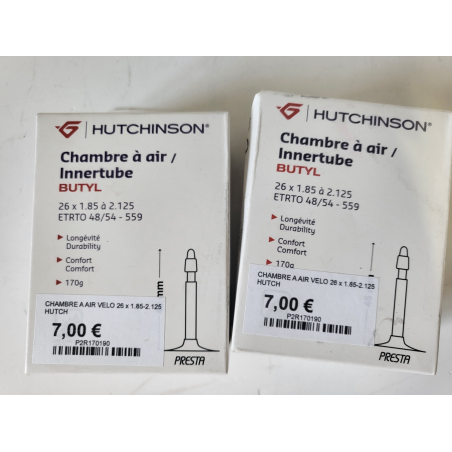 HUTCHINSON®
Chambre à air /
Innertube
BUTYL
26 x 1.85 à 2.125
ETRTO 48/54 - 559
Longévité
Durability
Confort
Comfort
170g
mm
CHAMBRE A AIR VELO 26 x 1.85-2.125
HUTCH
7,00 €
P2R170190
PRESTA
HUTCHINSON®
Chambre à air /
Innertube
BUTYL
26 x 1.85 à 2.125
ETRTO 48/54 - 559
Longévité
Durability
Confort
Comfort
170g
CHAMBRE A AIR VELO 26 x 1.85-2.125
HUTCH
7,00 €
P2R170190
PRESTA